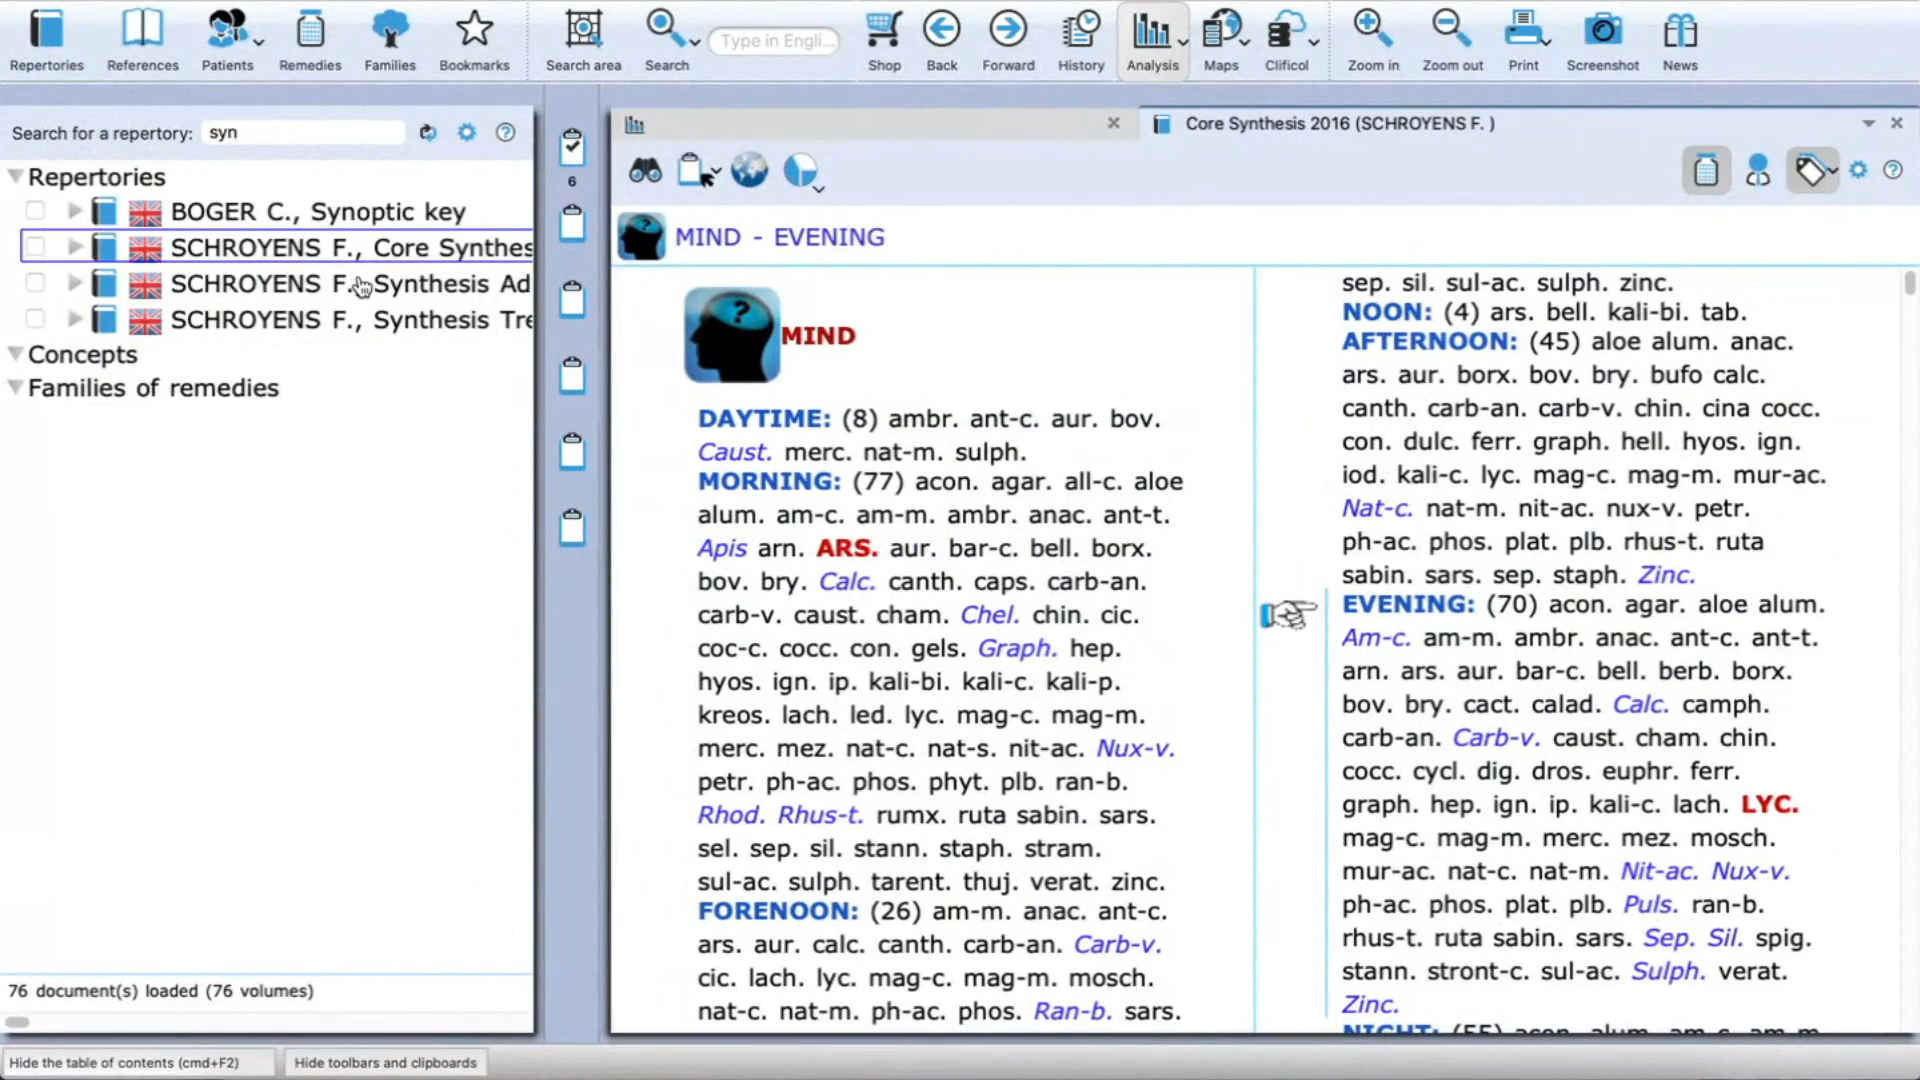 Repertories
References
Patients
Remedies
Families
Bookmarks
Search area
Search
Type in Engli...
Shop
Back
Forward
History
Analysis
Maps
Clificol
Zoom in
Zoom out
Print
Screenshot
News
Search for a repertory: syn
Repertories
BOGER C., Synoptic key
SCHROYENS F., Core Synthes
SCHROYENS F., Synthesis Ad
SCHROYENS F., Synthesis Tre
Concepts
Families of remedies
76 document(s) loaded (76 volumes)
6
Core Synthesis 2016 (SCHROYENS F. )
MIND - EVENING
MIND
DAYTIME: (8) ambr. ant-c. aur. bov.
Caust. merc. nat-m. sulph.
MORNING: (77) acon. agar. all-c. aloe
alum. am-c. am-m. ambr. anac. ant-t.
Apis arn. ARS. aur. bar-c. bell. borx.
bov. bry. Calc. canth. caps. carb-an.
carb-v. caust. cham. Chel. chin. cic.
coc-c. cocc. con. gels. Graph. hep.
hyos. ign. ip. kali-bi. kali-c. kali-p.
kreos. lach. led. lyc. mag-c. mag-m.
merc. mez. nat-c. nat-s. nit-ac. Nux-v.
petr. ph-ac. phos. phyt. plb. ran-b.
Rhod. Rhus-t. rumx. ruta sabin. sars.
sel. sep. sil. stann. staph. stram.
sul-ac. sulph. tarent. thuj. verat. zinc.
FORENOON: (26) am-m. anac. ant-c.
ars. aur. calc. canth. carb-an. Carb-v.
cic. lach. lyc. mag-c. mag-m. mosch.
nat-c. nat-m. ph-ac. phos. Ran-b. sars.
sep. sil. sul-ac. sulph. zinc.
NOON: (4) ars. bell. kali-bi. tab.
AFTERNOON: (45) aloe alum. anac.
ars. aur. borx. bov. bry. bufo calc.
canth. carb-an. carb-v. chin. cina cocc.
con. dulc. ferr. graph. hell. hyos. ign.
iod. kali-c. lyc. mag-c. mag-m. mur-ac.
Nat-c. nat-m. nit-ac. nux-v. petr.
ph-ac. phos. plat. plb. rhus-t. ruta
sabin. sars. sep. staph. Zinc.
EVENING: (70) acon. agar. aloe alum.
Am-c. am-m. ambr. anac. ant-c. ant-t.
arn. ars. aur. bar-c. bell. berb. borx.
bov. bry. cact. calad. Calc. camph.
carb-an. Carb-v. caust. cham. chin.
cocc. cycl. dig. dros. euphr. ferr.
graph. hep. ign. ip. kali-c. lach. LYC.
mag-c. mag-m. merc. mez. mosch.
mur-ac. nat-c. nat-m. Nit-ac. Nux-v.
ph-ac. phos. plat. plb. Puls. ran-b.
rhus-t. ruta sabin. sars. Sep. Sil. spig.
stann. stront-c. sul-ac. Sulph. verat.
Zinc.
NIGHT: (55) acon. alum. am-c. am-m.
Hide the table of contents (cmd+F2)
Hide toolbars and clipboards